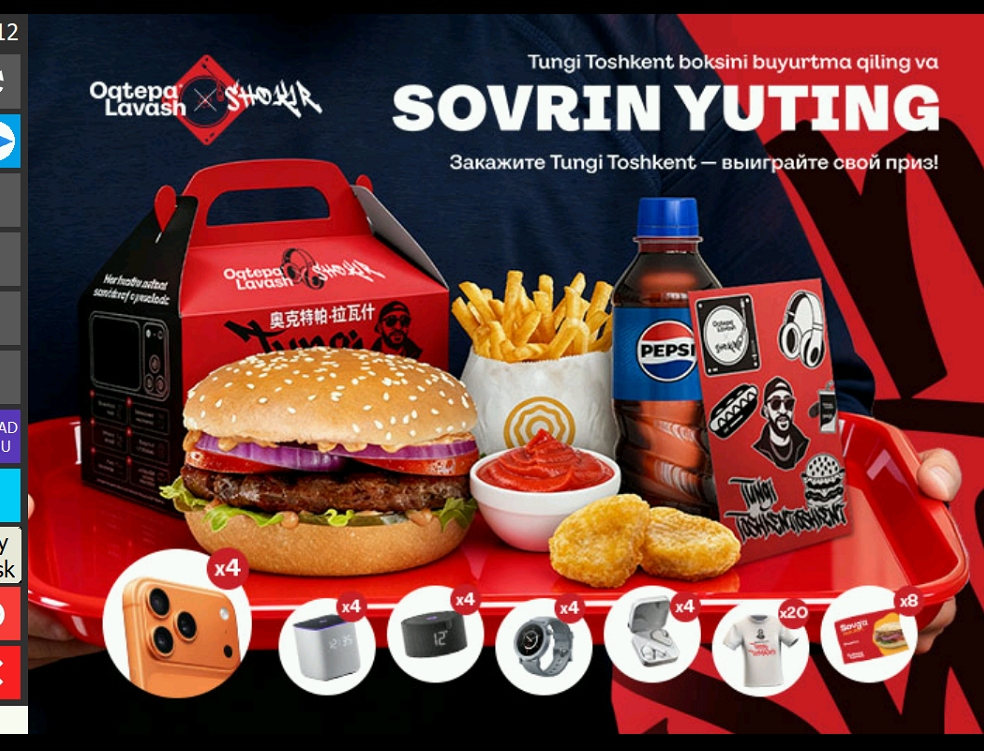 12
Oqtepa
Lavash
SHOKIR
Tungi Toshkent boksini buyurtma qiling va
SOVRIN YUTING
Закажите Tungi Toshkent — выиграйте свой приз!
Oqtepa
Lavash
SHOKIR
奥克特帕·拉瓦什
Tungi
PEPSI
Oqtepa
Lavash
TUNGI
TOSHKENT TOSHKENT
AD
U
y
sk
x4
x4
x4
x4
x4
x20
x8
12:35
12°
Sovg'a